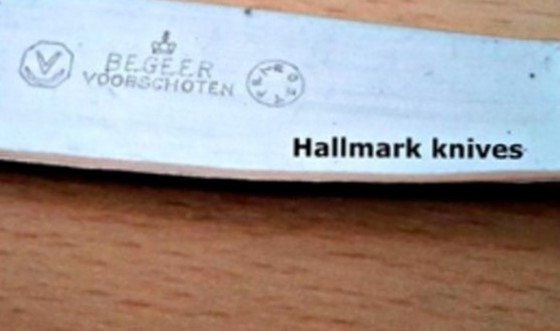 V
BEGEER
VOORSCHOTEN
Hallmark knives